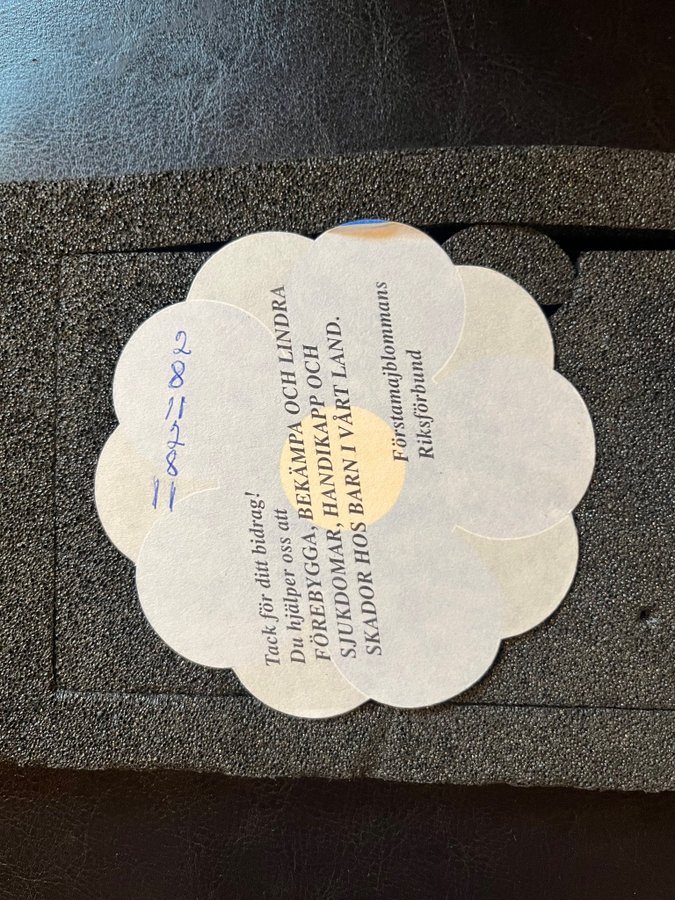 Tack för ditt bidrag!
Du hjälper oss att
FÖREBYGGA, BEKÄMPA OCH LINDRA
SJUKDOMAR, HANDIKAPP OCH
SKADOR HOS BARN I VÅRT LAND.
Förstamajblommans
Riksförbund